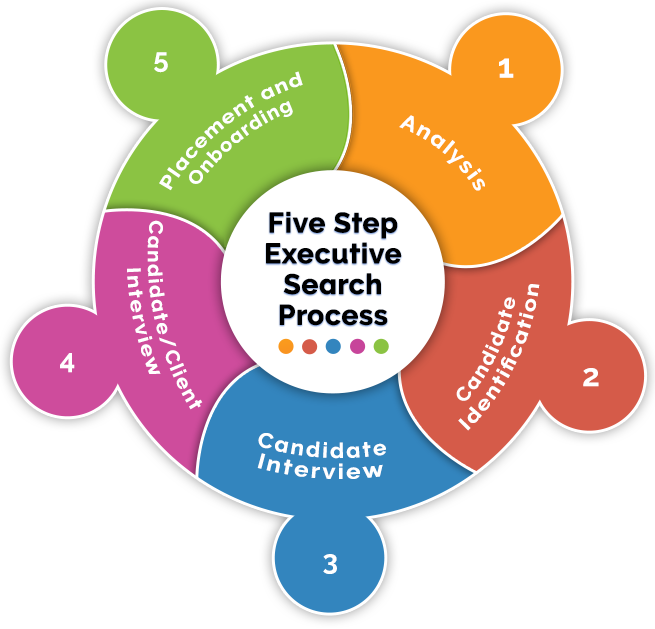 Five Step
Executive
Search
Process
1
Analysis
2
Candidate
Identification
3
Candidate
Interview
4
Candidate/Client
Interview
5
Placement and
Onboarding